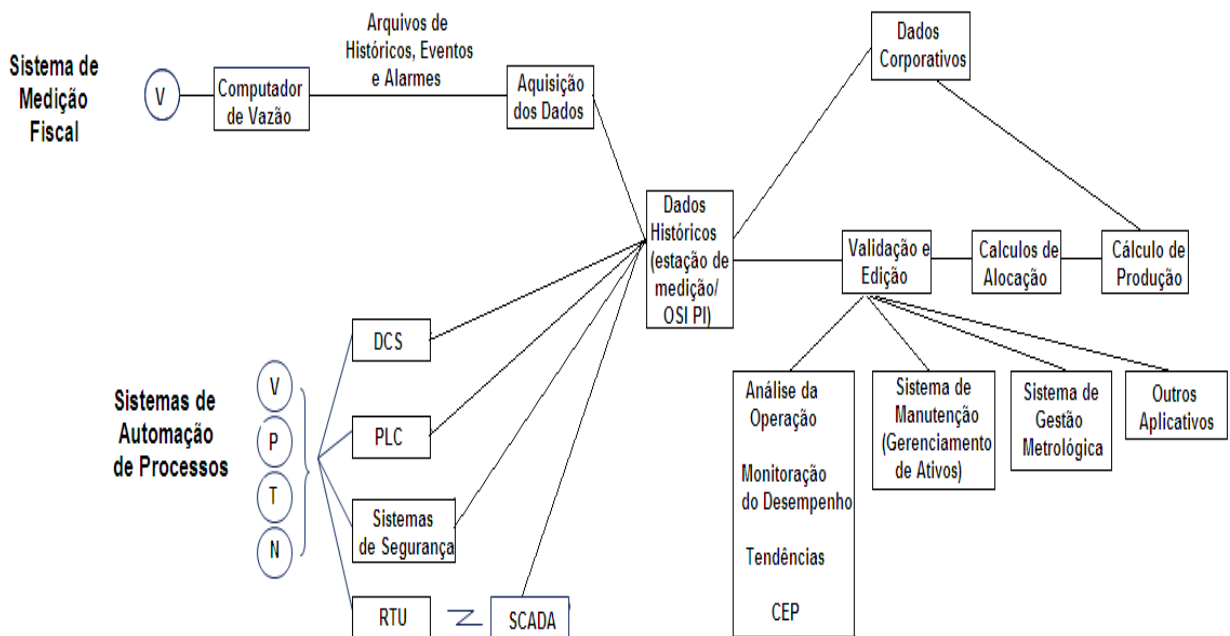 Sistema de
Medição
Fiscal
V
Computador
de Vazão
Arquivos de
Históricos, Eventos
e Alarmes
Aquisição
dos Dados
Dados
Corporativos
Dados
Históricos
(estação de
medição/
OSI PI)
Validação e
Edição
Calculos de
Alocação
Cálculo de
Produção
Sistemas de
Automação
de Processos
V
P
T
N
DCS
PLC
Sistemas
de Segurança
RTU
SCADA
Análise da
Operação
Monitoração
do Desempenho
Tendências
CEP
Sistema de
Manutenção
(Gerenciamento
de Ativos)
Sistema de
Gestão
Metrológica
Outros
Aplicativos